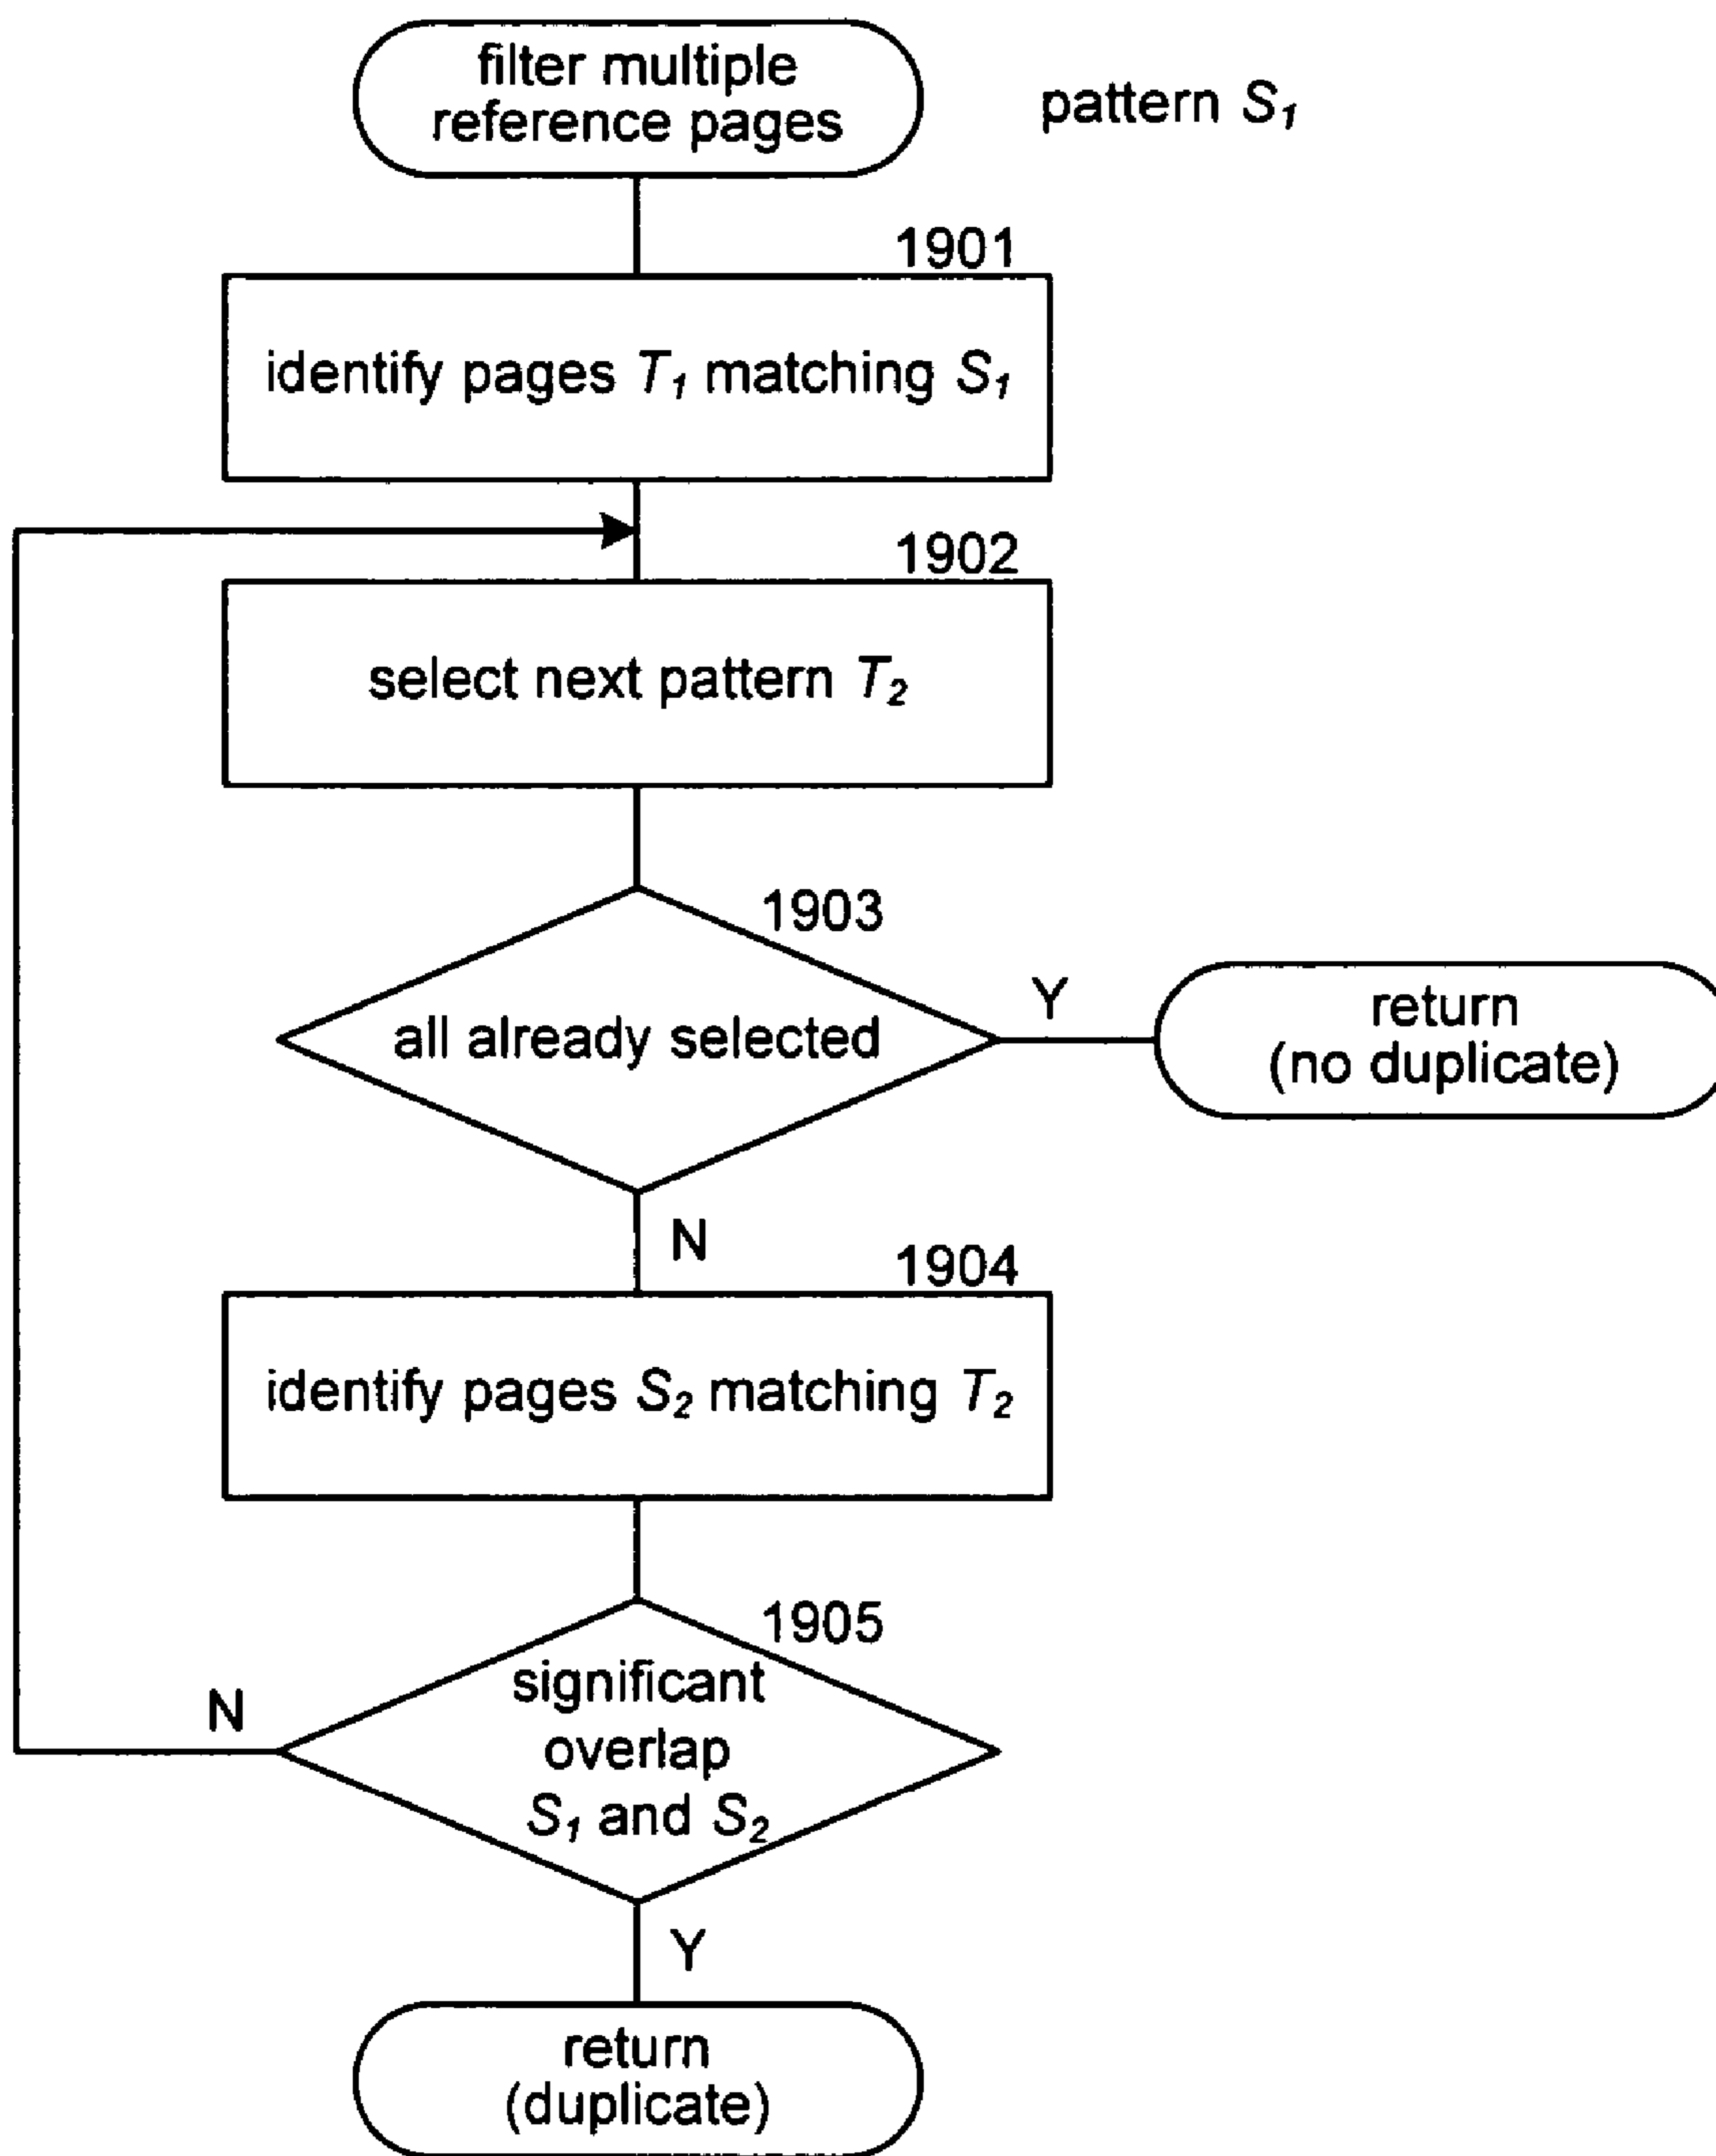 filter multiple
reference pages
pattern S₁
1901
identify pages T₁ matching S₁
1902
select next pattern T₂
1903
all already selected
Y
return
(no duplicate)
N
1904
identify pages S₂ matching T₂
1905
significant
overlap
S₁ and S₂
N
Y
return
(duplicate)